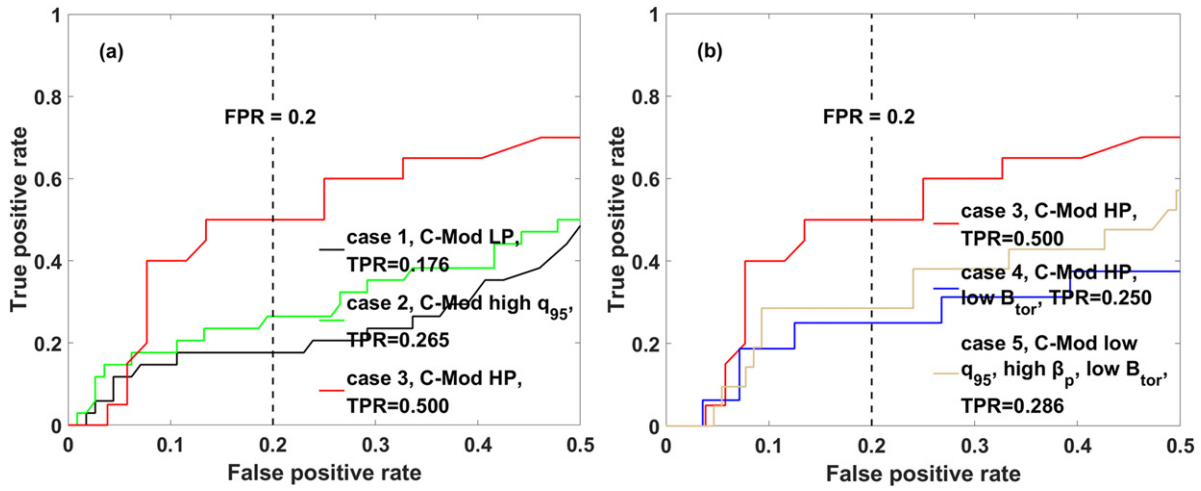 (a)
FPR = 0.2
case 1, C-Mod LP,
TPR=0.176
case 2, C-Mod high q95,
TPR=0.265
case 3, C-Mod HP,
TPR=0.500
True positive rate
1
0.8
0.6
0.4
0.2
0
0 0.1 0.2 0.3 0.4 0.5
False positive rate
(b)
FPR = 0.2
case 3, C-Mod HP,
TPR=0.500
case 4, C-Mod HP,
low Btor, TPR=0.250
case 5, C-Mod low
q95, high βp, low Btor,
TPR=0.286
True positive rate
1
0.8
0.6
0.4
0.2
0
0 0.1 0.2 0.3 0.4 0.5
False positive rate